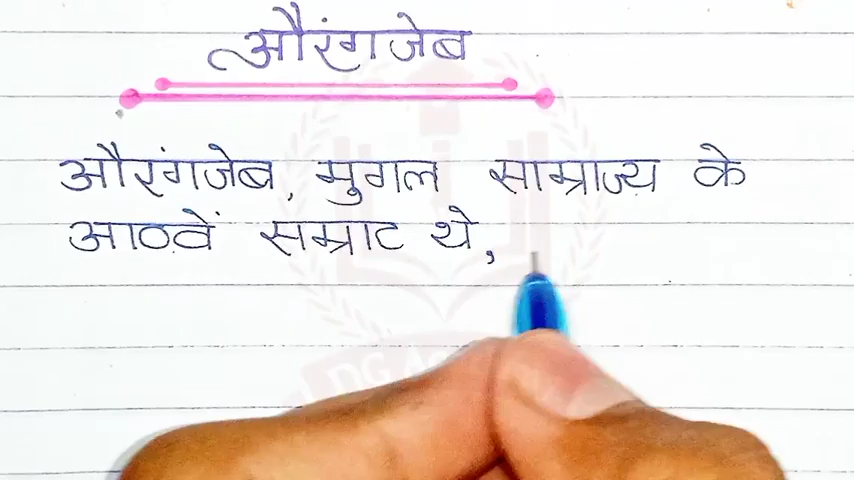 औरंगजेब
औरंगजेब, मुगल साम्राज्य के
आठवें सम्राट थे,